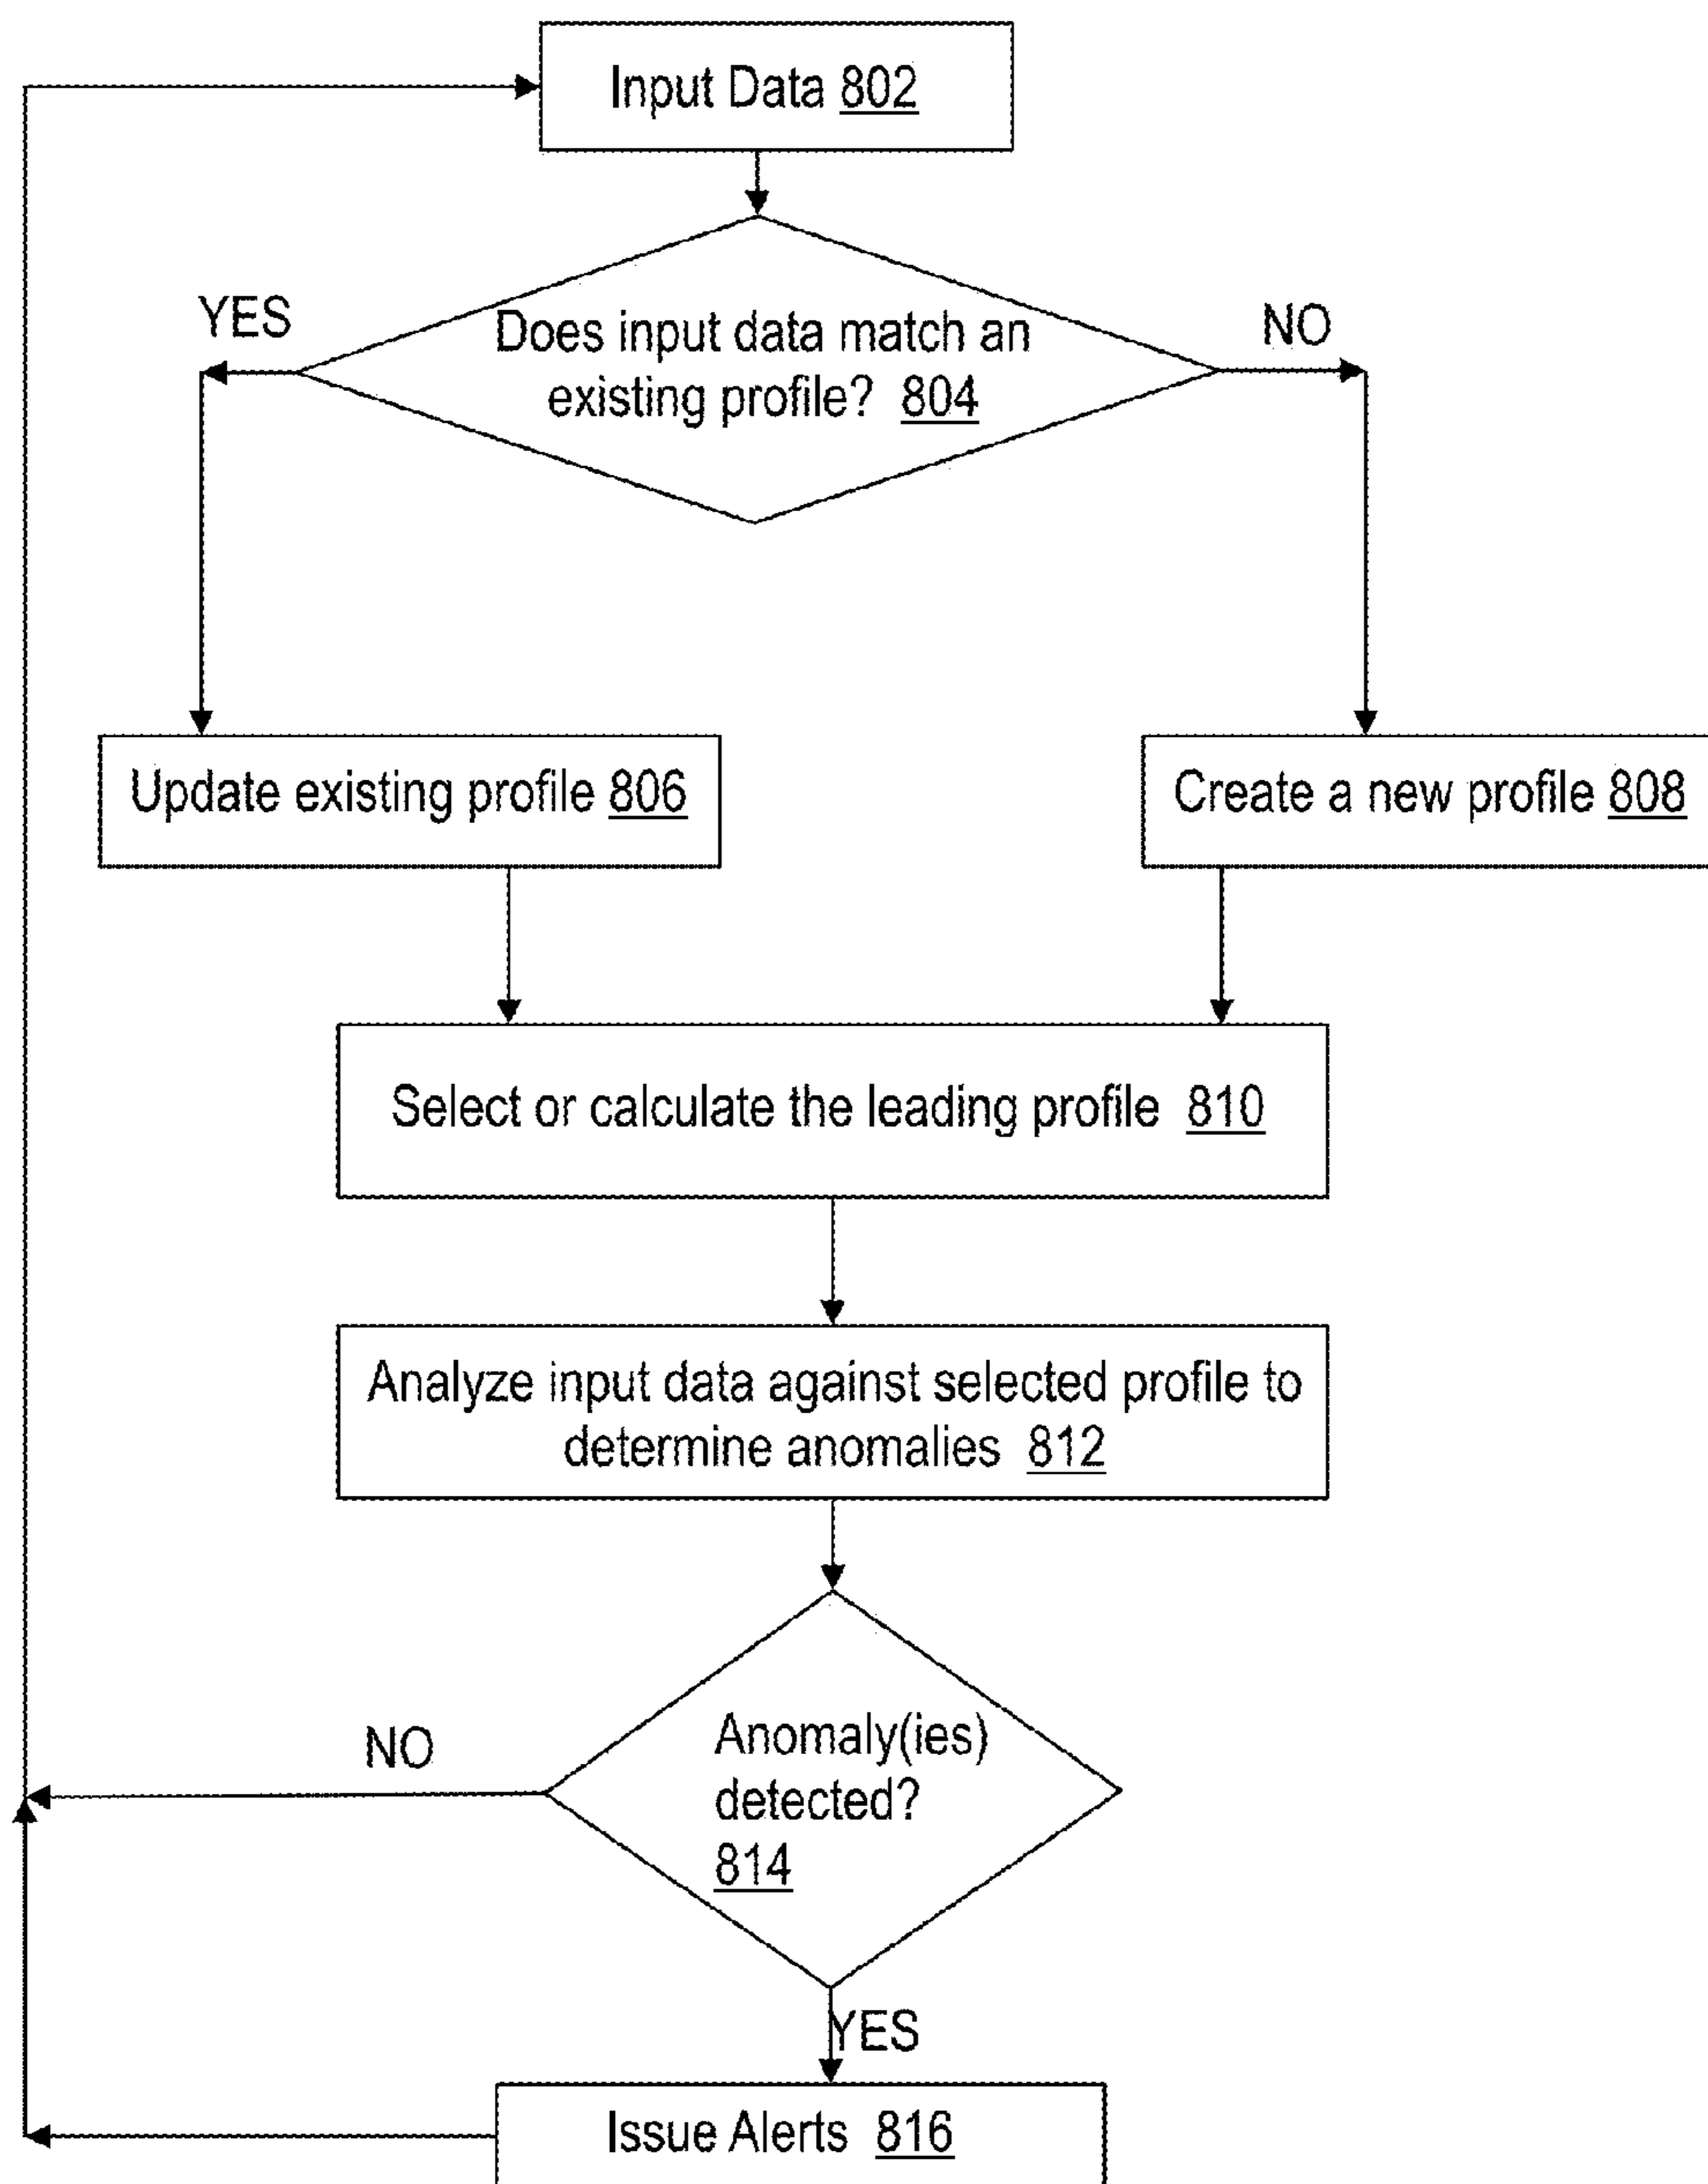 Input Data 802
YES
NO
Does input data match an
existing profile? 804
Update existing profile 806
Create a new profile 808
Select or calculate the leading profile 810
Analyze input data against selected profile to
determine anomalies 812
NO
Anomaly(ies)
detected?
814
YES
Issue Alerts 816